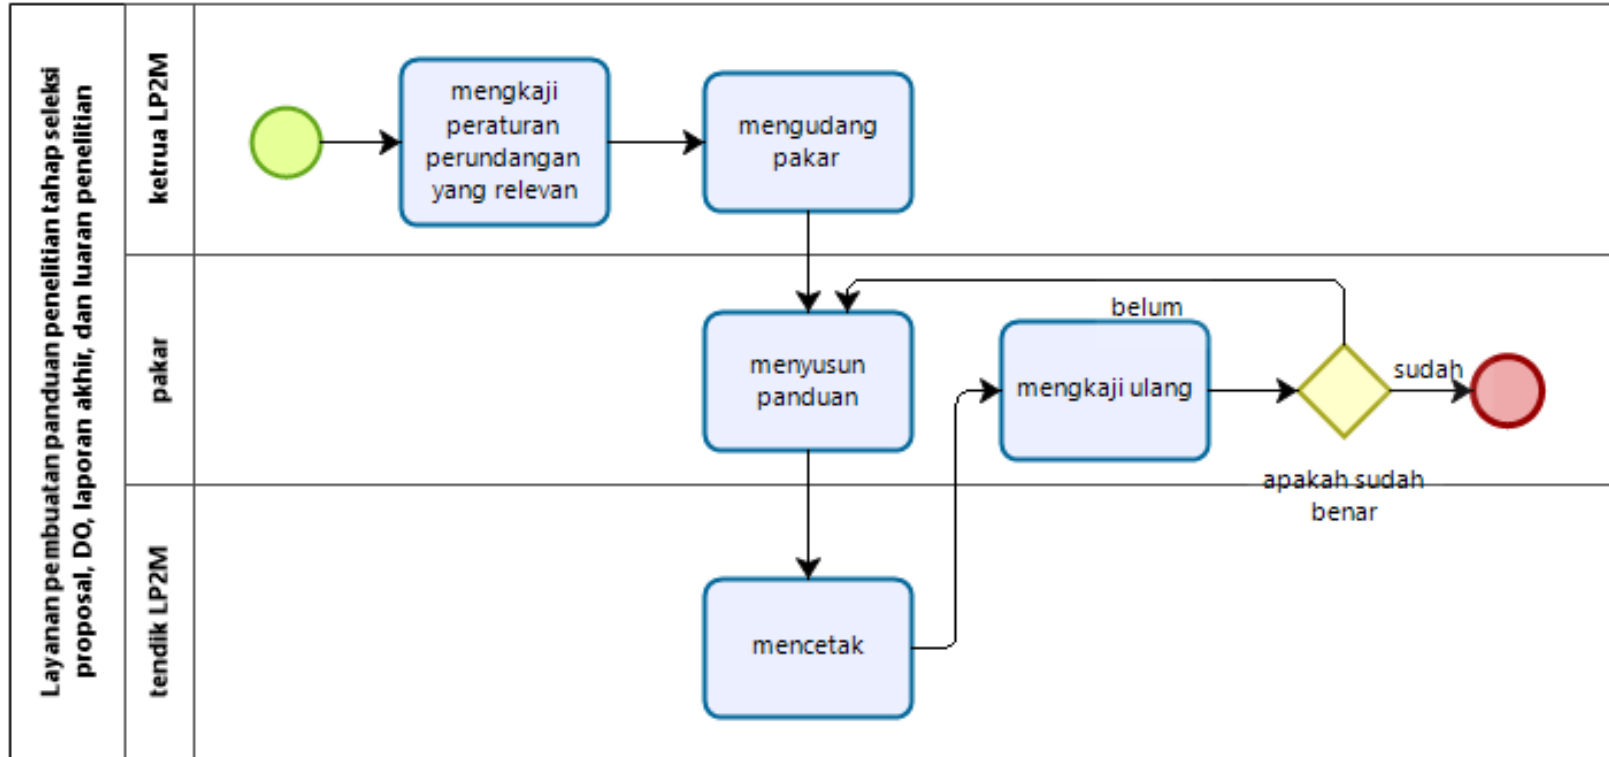 Layanan pembuatan panduan penelitian tahap seleksi
proposal, DO, laporan akhir, dan luaran penelitian
ketrua LP2M
mengkaji
peraturan
perundangan
yang relevan
mengudang
pakar
pakar
menyusun
panduan
belum
mengkaji ulang
sudah
apakah sudah
benar
tendik LP2M
mencetak